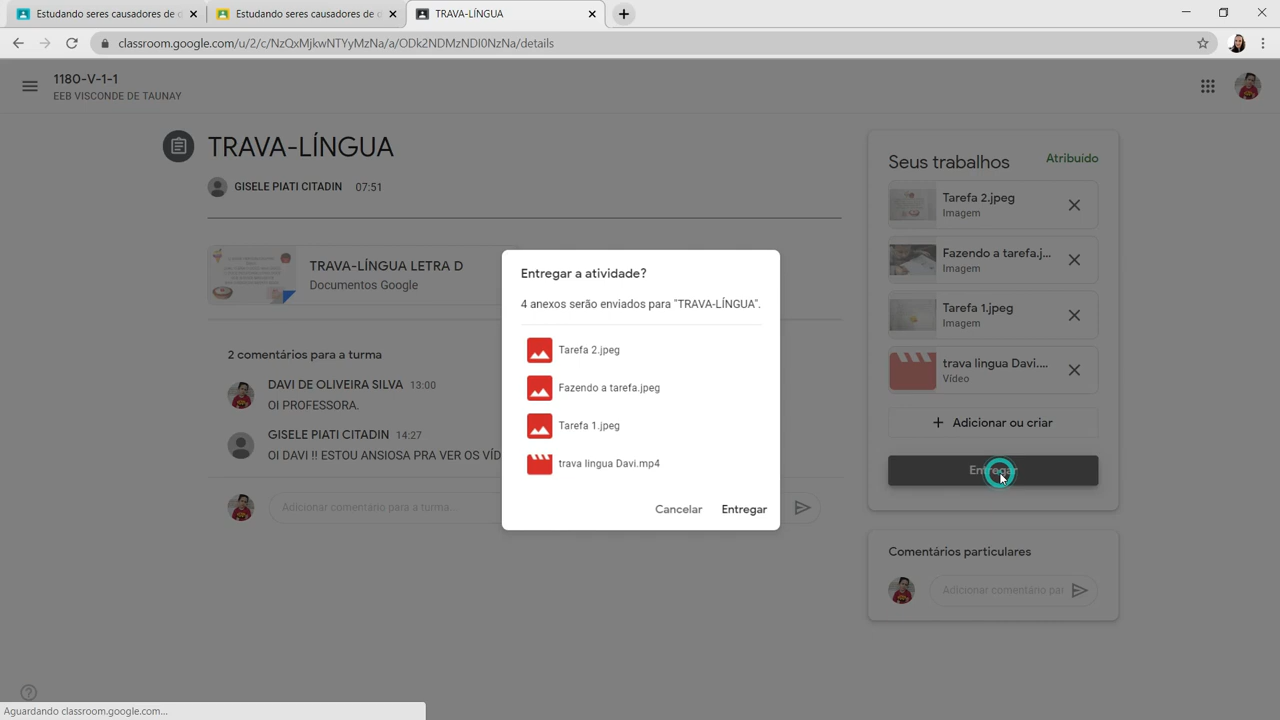 Estudando seres causadores de d
Estudando seres causadores de d
TRAVA-LÍNGUA
classroom.google.com/u/2/c/NzQxMjkwNTYyMzNa/a/ODk2NDMzNDI0NzNa/details
1180-V-1-1
EEB VISCONDE DE TAUNAY
TRAVA-LÍNGUA
GISELE PIATI CITADIN 07:51
TRAVA-LÍNGUA LETRA D
Documentos Google
2 comentários para a turma
DAVI DE OLIVEIRA SILVA 13:00
OI PROFESSORA.
GISELE PIATI CITADIN 14:27
OI DAVI !! ESTOU ANSIOSA PRA VER OS VÍD
Adicionar comentário para a turma...
Entregar a atividade?
4 anexos serão enviados para "TRAVA-LÍNGUA".
Tarefa 2.jpeg
Fazendo a tarefa.jpeg
Tarefa 1.jpeg
trava lingua Davi.mp4
Cancelar Entregar
Seus trabalhos Atribuído
Tarefa 2.jpeg
Imagem
Fazendo a tarefa.j...
Imagem
Tarefa 1.jpeg
Imagem
trava lingua Davi....
Vídeo
+ Adicionar ou criar
Entregar
Comentários particulares
Adicionar comentário par
Aguardando classroom.google.com...